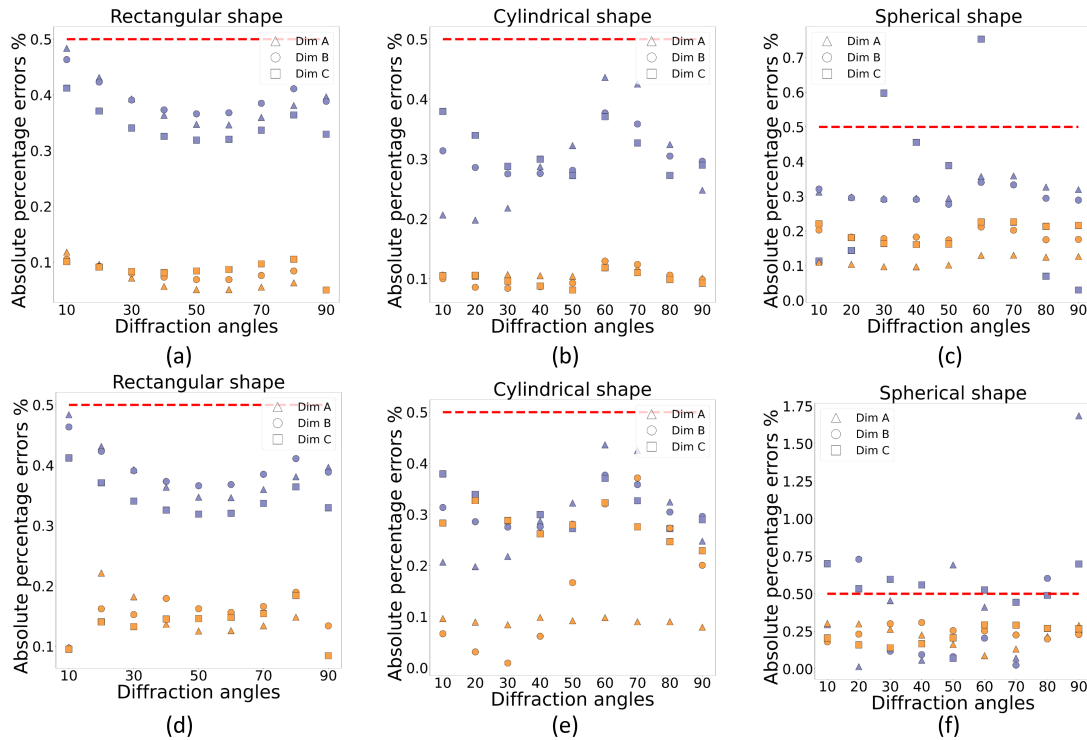 Rectangular shape
Absolute percentage errors %
0.5
0.4
0.3
0.2
0.1
Dim A
Dim B
Dim C
10 20 30 40 50 60 70 80 90
Diffraction angles
(a)
Cylindrical shape
Absolute percentage errors %
0.5
0.4
0.3
0.2
0.1
Dim A
Dim B
Dim C
10 20 30 40 50 60 70 80 90
Diffraction angles
(b)
Spherical shape
Absolute percentage errors %
0.7
0.6
0.5
0.4
0.3
0.2
0.1
0.0
Dim A
Dim B
Dim C
10 20 30 40 50 60 70 80 90
Diffraction angles
(c)
Rectangular shape
Absolute percentage errors %
0.5
0.4
0.3
0.2
0.1
Dim A
Dim B
Dim C
10 20 30 40 50 60 70 80 90
Diffraction angles
(d)
Cylindrical shape
Absolute percentage errors %
0.5
0.4
0.3
0.2
0.1
0.0
Dim A
Dim B
Dim C
10 20 30 40 50 60 70 80 90
Diffraction angles
(e)
Spherical shape
Absolute percentage errors %
1.75
1.50
1.25
1.00
0.75
0.50
0.25
0.00
Dim A
Dim B
Dim C
10 20 30 40 50 60 70 80 90
Diffraction angles
(f)